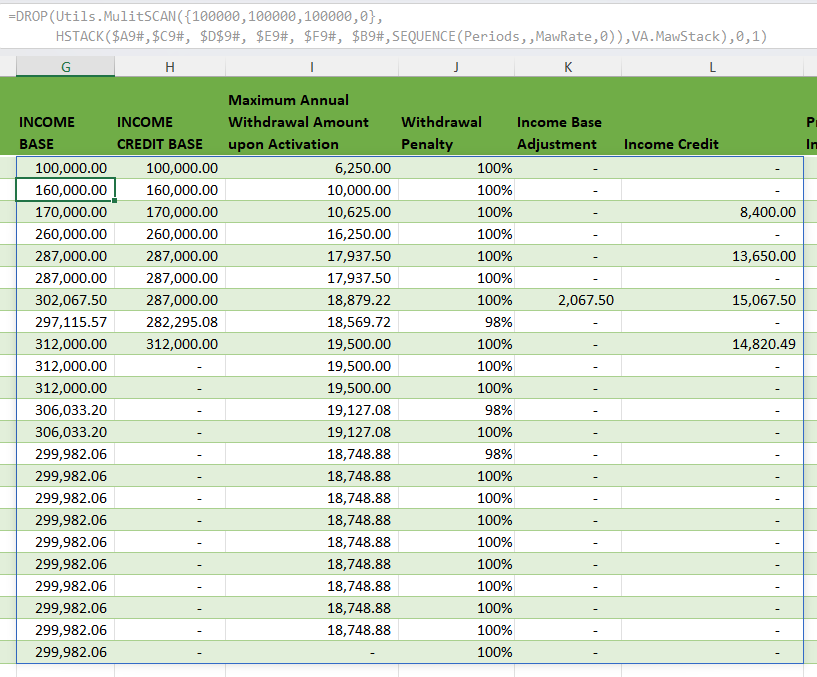 =DROP(Utils.MulitSCAN({100000,100000,100000,0},
HSTACK($A9#,$C9#, $D$9#, $E9#, $F9#, $B9#,SEQUENCE(Periods,,MawRate,0)),VA.MawStack),0,1)
G H I J K L
INCOME BASE INCOME CREDIT BASE Maximum Annual Withdrawal Amount upon Activation Withdrawal Penalty Income Base Adjustment Income Credit
100,000.00 100,000.00 6,250.00 100% - -
160,000.00 160,000.00 10,000.00 100% - -
170,000.00 170,000.00 10,625.00 100% - 8,400.00
260,000.00 260,000.00 16,250.00 100% - -
287,000.00 287,000.00 17,937.50 100% - 13,650.00
287,000.00 287,000.00 17,937.50 100% - -
302,067.50 287,000.00 18,879.22 100% 2,067.50 15,067.50
297,115.57 282,295.08 18,569.72 98% - -
312,000.00 312,000.00 19,500.00 100% - 14,820.49
312,000.00 - 19,500.00 100% - -
312,000.00 - 19,500.00 100% - -
306,033.20 - 19,127.08 98% - -
306,033.20 - 19,127.08 100% - -
299,982.06 - 18,748.88 98% - -
299,982.06 - 18,748.88 100% - -
299,982.06 - 18,748.88 100% - -
299,982.06 - 18,748.88 100% - -
299,982.06 - 18,748.88 100% - -
299,982.06 - 18,748.88 100% - -
299,982.06 - 18,748.88 100% - -
299,982.06 - 18,748.88 100% - -
299,982.06 - 18,748.88 100% - -
299,982.06 - - 100% - -